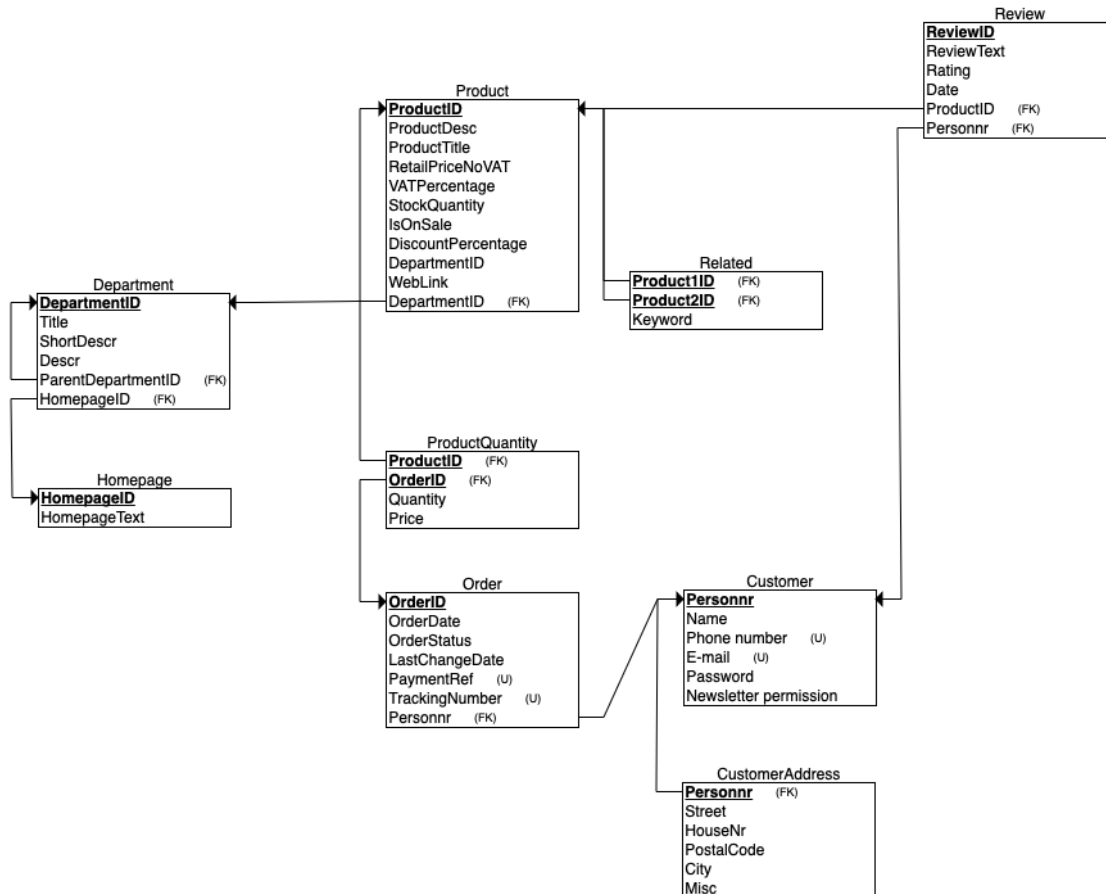 Review
ReviewID
ReviewText
Rating
Date
ProductID (FK)
Personnr (FK)
Product
ProductID
ProductDesc
ProductTitle
RetailPriceNoVAT
VATPercentage
StockQuantity
IsOnSale
DiscountPercentage
DepartmentID
WebLink
DepartmentID (FK)
Related
Product1ID (FK)
Product2ID (FK)
Keyword
Department
DepartmentID
Title
ShortDescr
Descr
ParentDepartmentID (FK)
HomepageID (FK)
ProductQuantity
ProductID (FK)
OrderID (FK)
Quantity
Price
Homepage
HomepageID
HomepageText
Order
OrderID
OrderDate
OrderStatus
LastChangeDate
PaymentRef (U)
TrackingNumber (U)
Personnr (FK)
Customer
Personnr
Name
Phone number (U)
E-mail (U)
Password
Newsletter permission
CustomerAddress
Personnr (FK)
Street
HouseNr
PostalCode
City
Misc